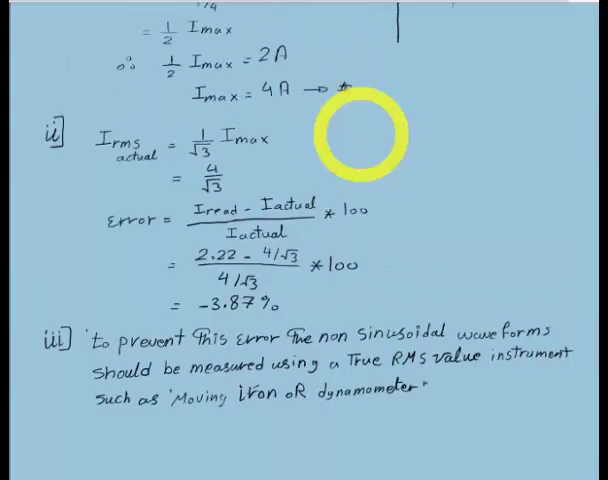 = 1/2 Imax
∴ 1/2 Imax = 2A
Imax = 4A →
ii] Irms actual = 1/√3 Imax
= 4/√3
Error = (Iread - Iactual)/Iactual * 100
= (2.22 - 4/√3)/(4/√3) * 100
= -3.87%
iii] to prevent this error the non sinusoidal waveforms
should be measured using a True RMS value instrument
such as "Moving iron oR dynamometer"